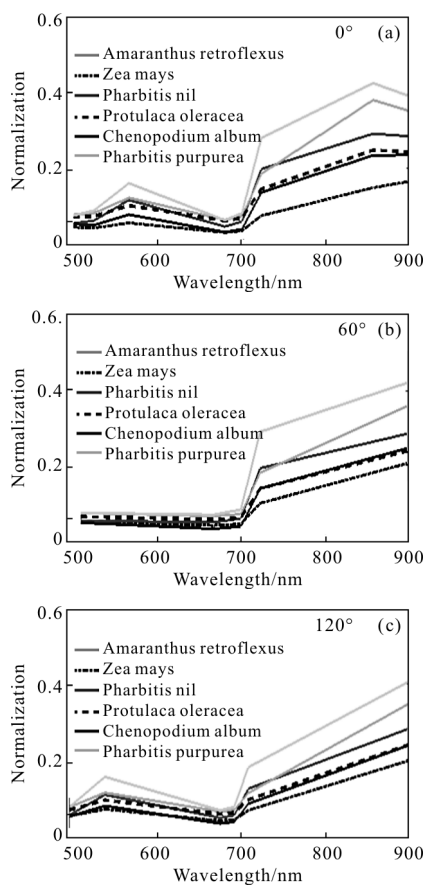 0° (a)
0.6
Amaranthus retroflexus
Zea mays
0.4
Pharbitis nil
Protulaca oleracea
Chenopodium album
Pharbitis purpurea
0.2
0
Normalization
500 600 700 800 900
Wavelength/nm
60° (b)
0.6.
Amaranthus retroflexus
Zea mays
0.4
Pharbitis nil
Protulaca oleracea
Chenopodium album
Pharbitis purpurea
0.2
0
Normalization
500 600 700 800 900
Wavelength/nm
120° (c)
0.6
Amaranthus retroflexus
Zea mays
0.4
Pharbitis nil
Protulaca oleracea
Chenopodium album
Pharbitis purpurea
0.2
0
Normalization
500 600 700 800 900
Wavelength/nm